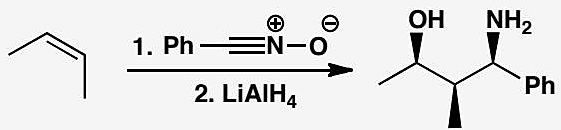 1. Ph N O ⊕ ⊖
2. LiAlH₄
OH NH₂
Ph